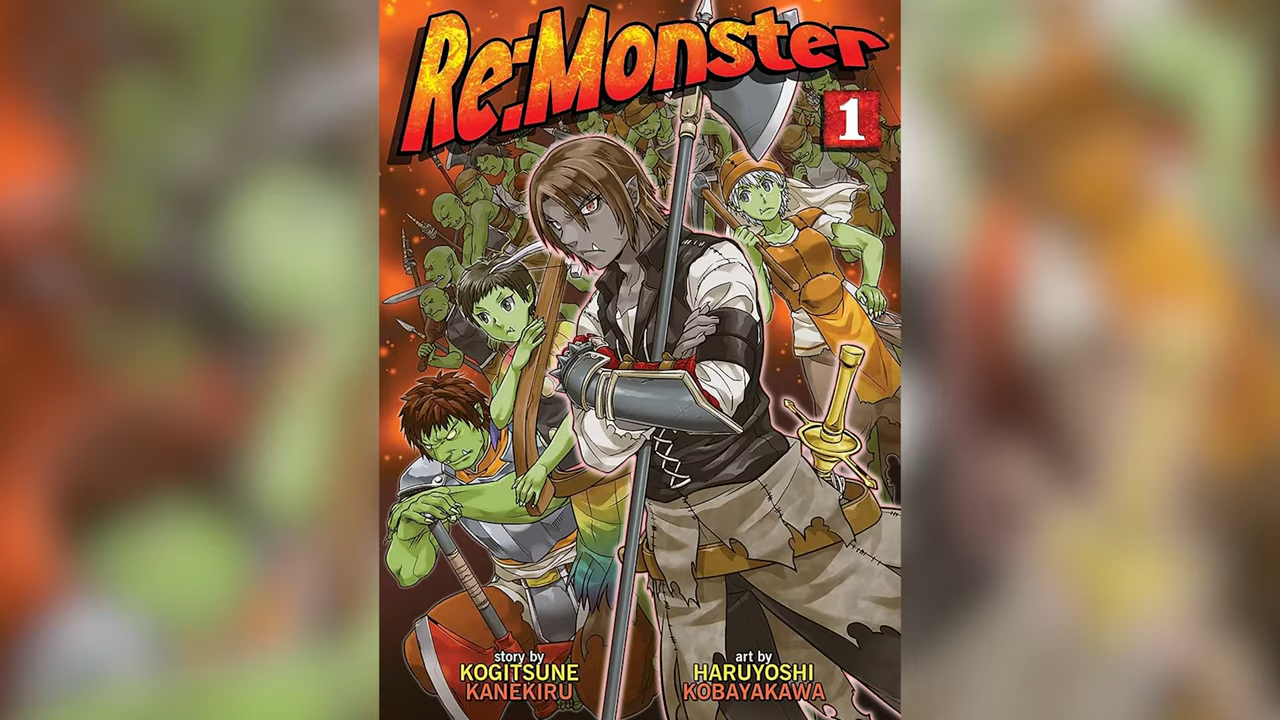 Re:Monster
1
story by
KOGITSUNE
KANEKIRU
art by
HARUYOSHI
KOBAYAKAWA